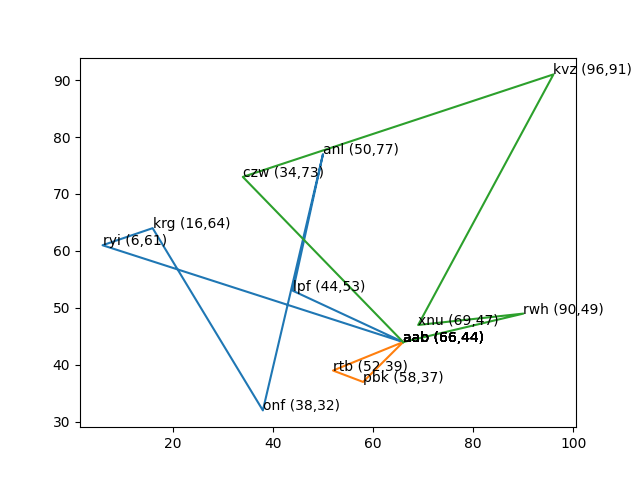 kvz (96,91)
90
80
anl (50,77)
czw (34,73)
70
krg (16,64)
ryi (6,61)
60
lpf (44,53)
50
rwh (90,49)
xnu (69,47)
aab (66,44)
40
rtb (52,39)
pbk (58,37)
onf (38,32)
30
20
40
60
80
100